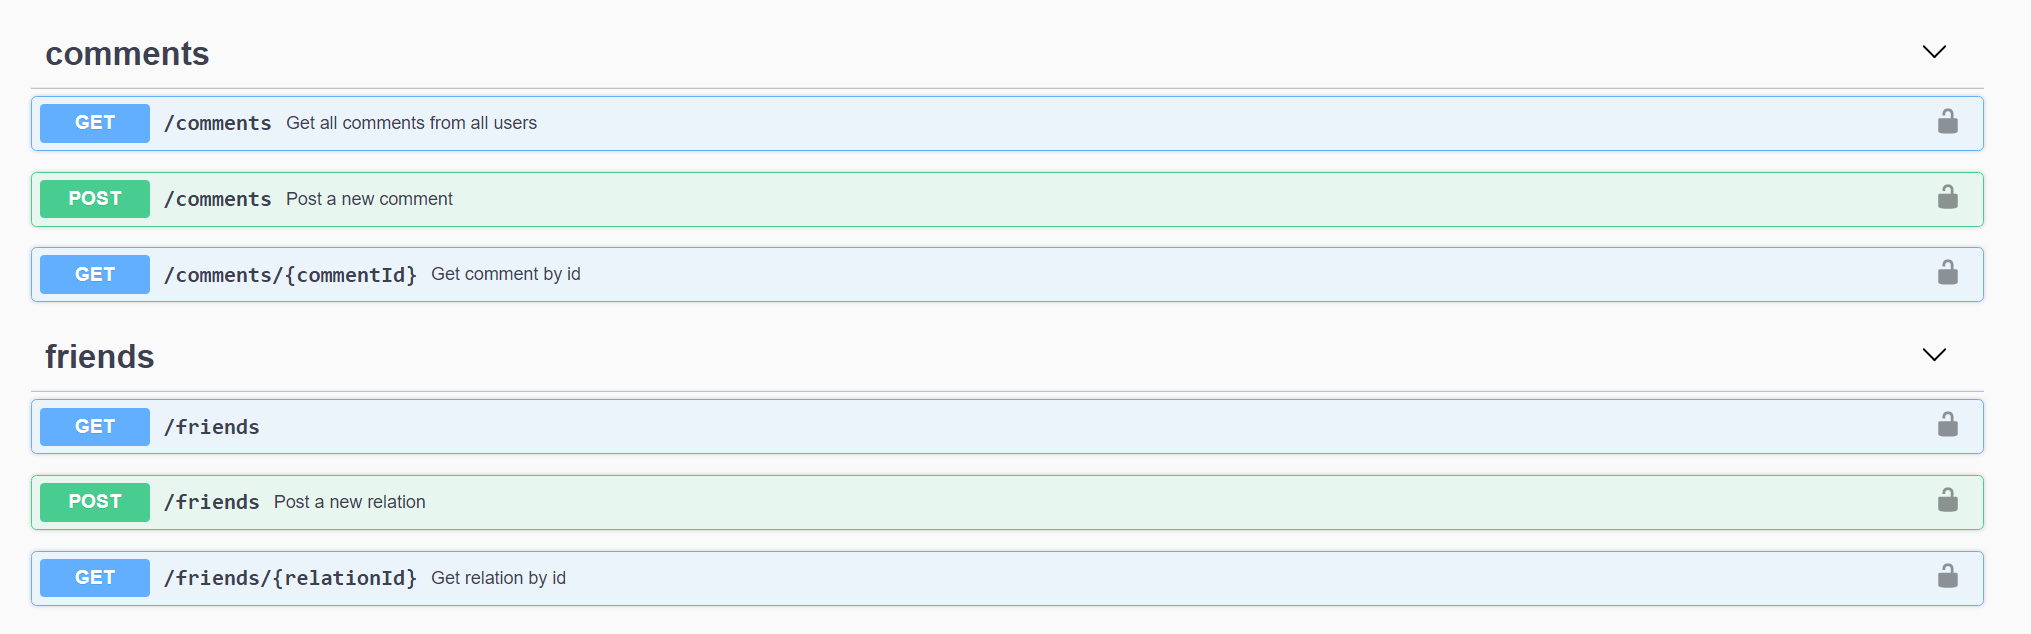 comments
GET /comments Get all comments from all users
POST /comments Post a new comment
GET /comments/{commentId} Get comment by id
friends
GET /friends
POST /friends Post a new relation
GET /friends/{relationId} Get relation by id